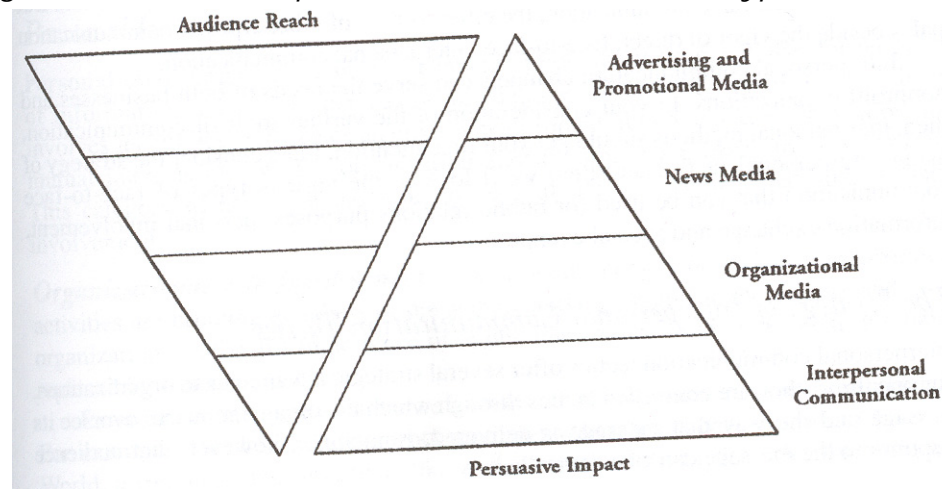 Audience Reach
Advertising and
Promotional Media
News Media
Organizational
Media
Interpersonal
Communication
Persuasive Impact